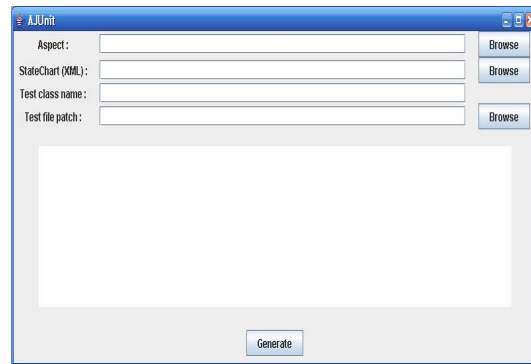 AJUnit
Aspect : Browse
StateChart (XML) : Browse
Test class name :
Test file patch : Browse
Generate